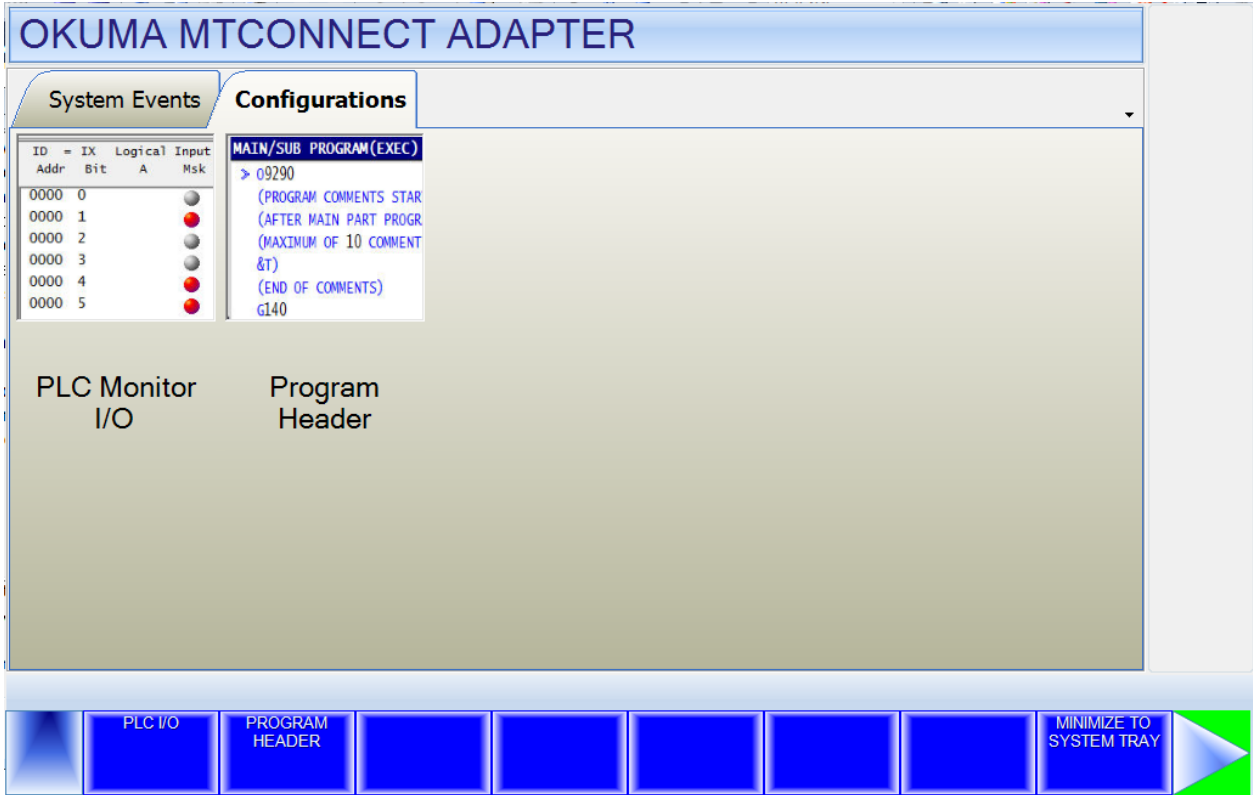 OKUMA MTCONNECT ADAPTER
System Events
Configurations
ID = IX Logical Input
Addr Bit A Msk
0000 0
0000 1
0000 2
0000 3
0000 4
0000 5
MAIN/SUB PROGRAM(EXEC)
> O9290
(PROGRAM COMMENTS STAR
(AFTER MAIN PART PROGR
(MAXIMUM OF 10 COMMENT
&T)
(END OF COMMENTS)
G140
PLC Monitor
I/O
Program
Header
PLC I/O
PROGRAM
HEADER
MINIMIZE TO
SYSTEM TRAY